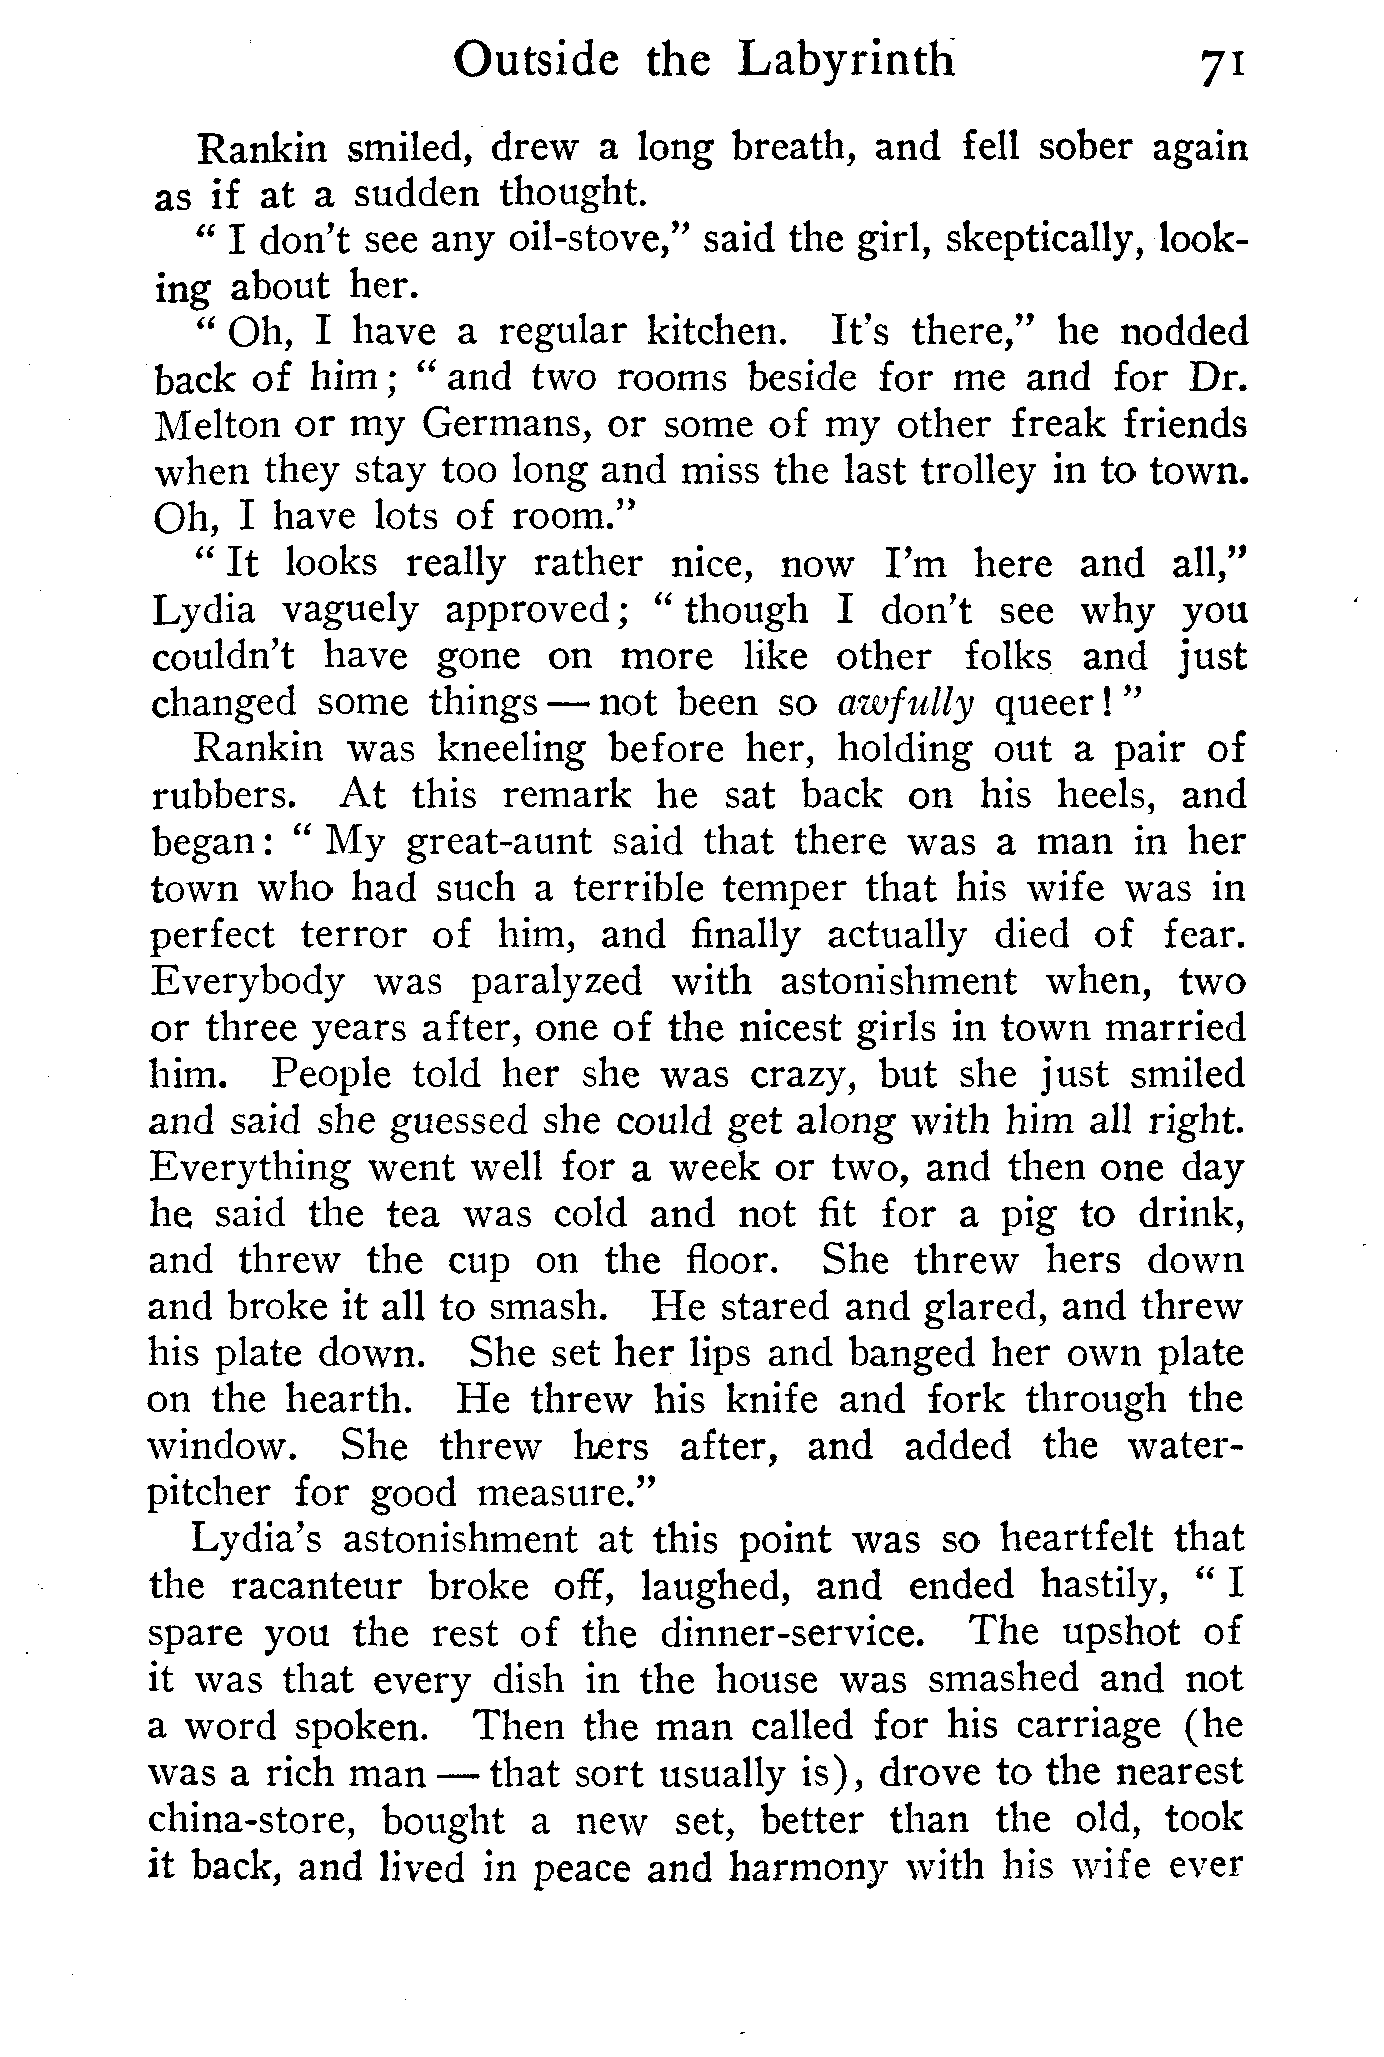 Outside the Labyrinth 71
Rankin smiled, drew a long breath, and fell sober again
as if at a sudden thought.
“ I don't see any oil-stove,” said the girl, skeptically, look-
ing about her.
“ Oh, I have a regular kitchen. It's there,” he nodded
back of him; “ and two rooms beside for me and for Dr.
Melton or my Germans, or some of my other freak friends
when they stay too long and miss the last trolley in to town.
Oh, I have lots of room.”
“ It looks really rather nice, now I'm here and all,”
Lydia vaguely approved; “ though I don't see why you
couldn't have gone on more like other folks and just
changed some things — not been so awfully queer! ”
Rankin was kneeling before her, holding out a pair of
rubbers. At this remark he sat back on his heels, and
began: “ My great-aunt said that there was a man in her
town who had such a terrible temper that his wife was in
perfect terror of him, and finally actually died of fear.
Everybody was paralyzed with astonishment when, two
or three years after, one of the nicest girls in town married
him. People told her she was crazy, but she just smiled
and said she guessed she could get along with him all right.
Everything went well for a week or two, and then one day
he said the tea was cold and not fit for a pig to drink,
and threw the cup on the floor. She threw hers down
and broke it all to smash. He stared and glared, and threw
his plate down. She set her lips and banged her own plate
on the hearth. He threw his knife and fork through the
window. She threw hers after, and added the water-
pitcher for good measure.”
Lydia's astonishment at this point was so heartfelt that
the racanteur broke off, laughed, and ended hastily, “ I
spare you the rest of the dinner-service. The upshot of
it was that every dish in the house was smashed and not
a word spoken. Then the man called for his carriage (he
was a rich man — that sort usually is), drove to the nearest
china-store, bought a new set, better than the old, took
it back, and lived in peace and harmony with his wife ever